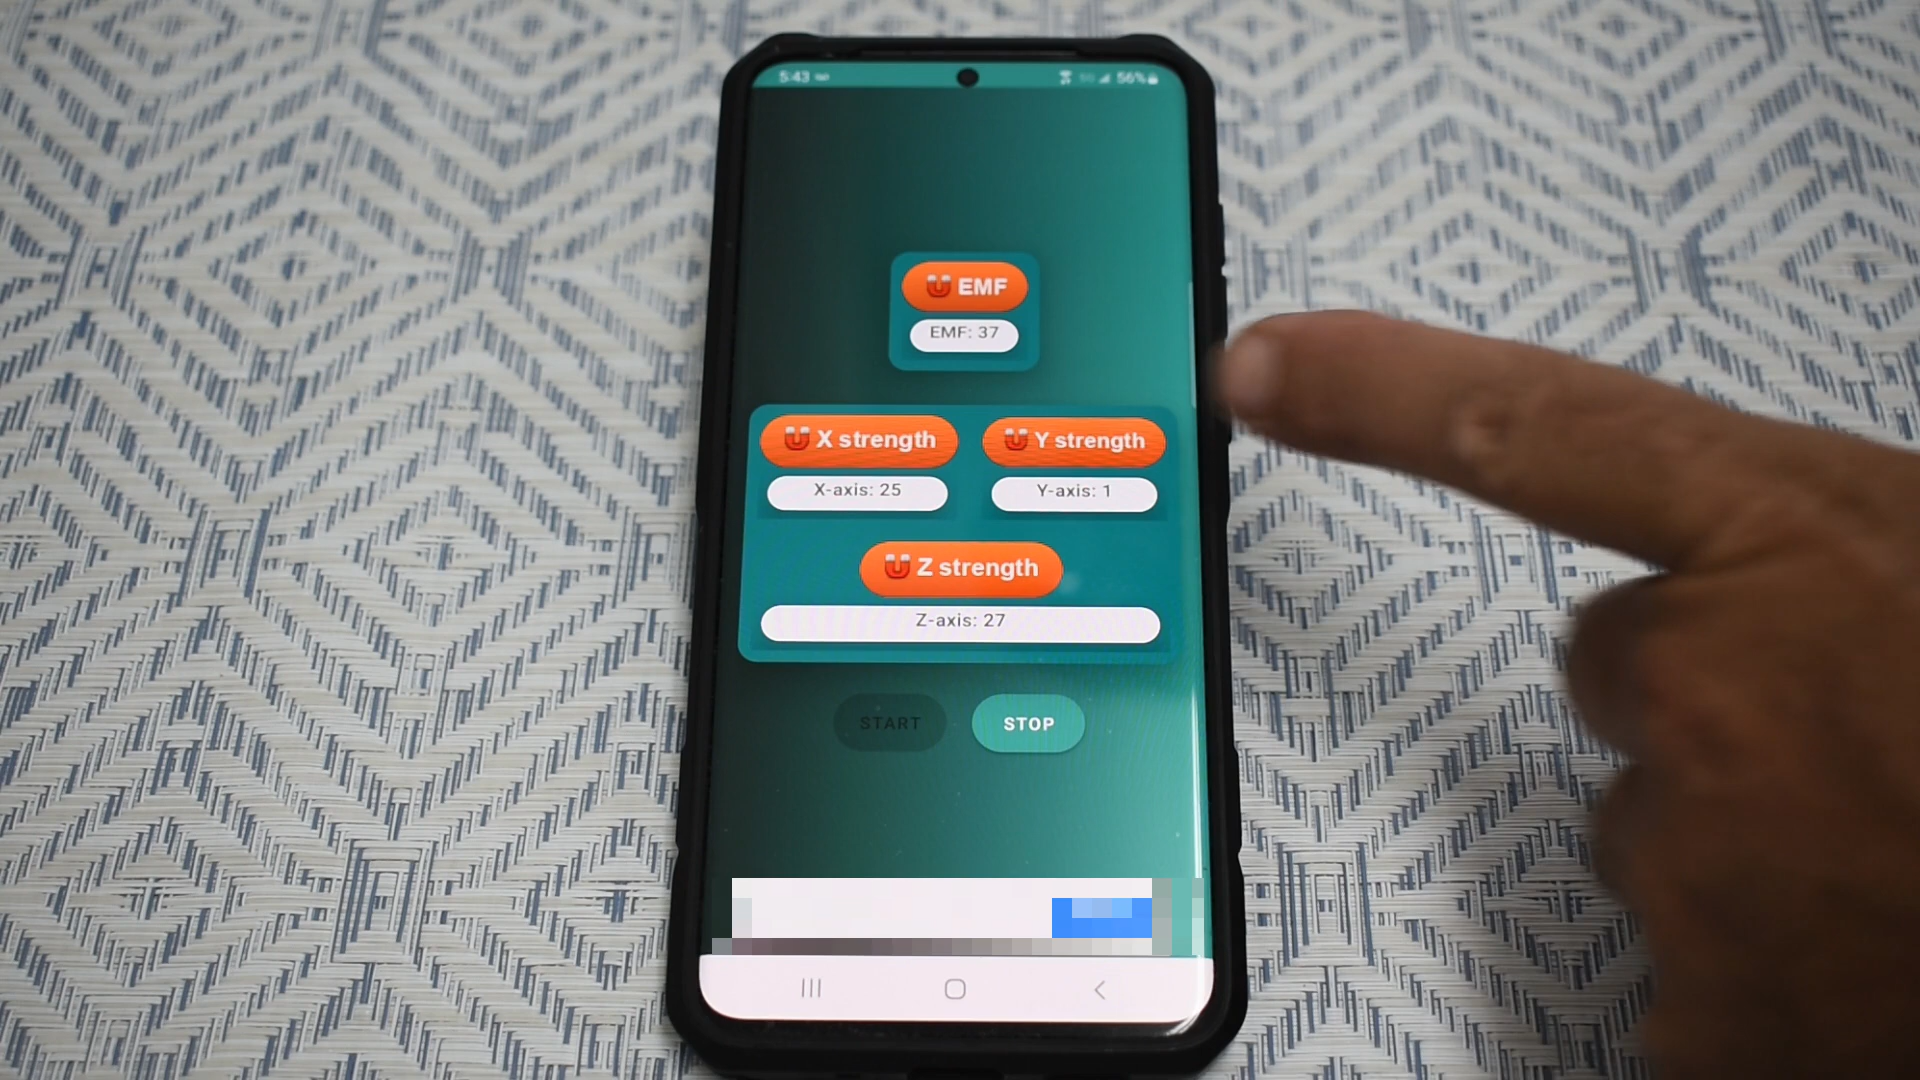 5:43
56%
EMF
EMF: 37
X strength
Y strength
X-axis: 25
Y-axis: 1
Z strength
Z-axis: 27
START
STOP